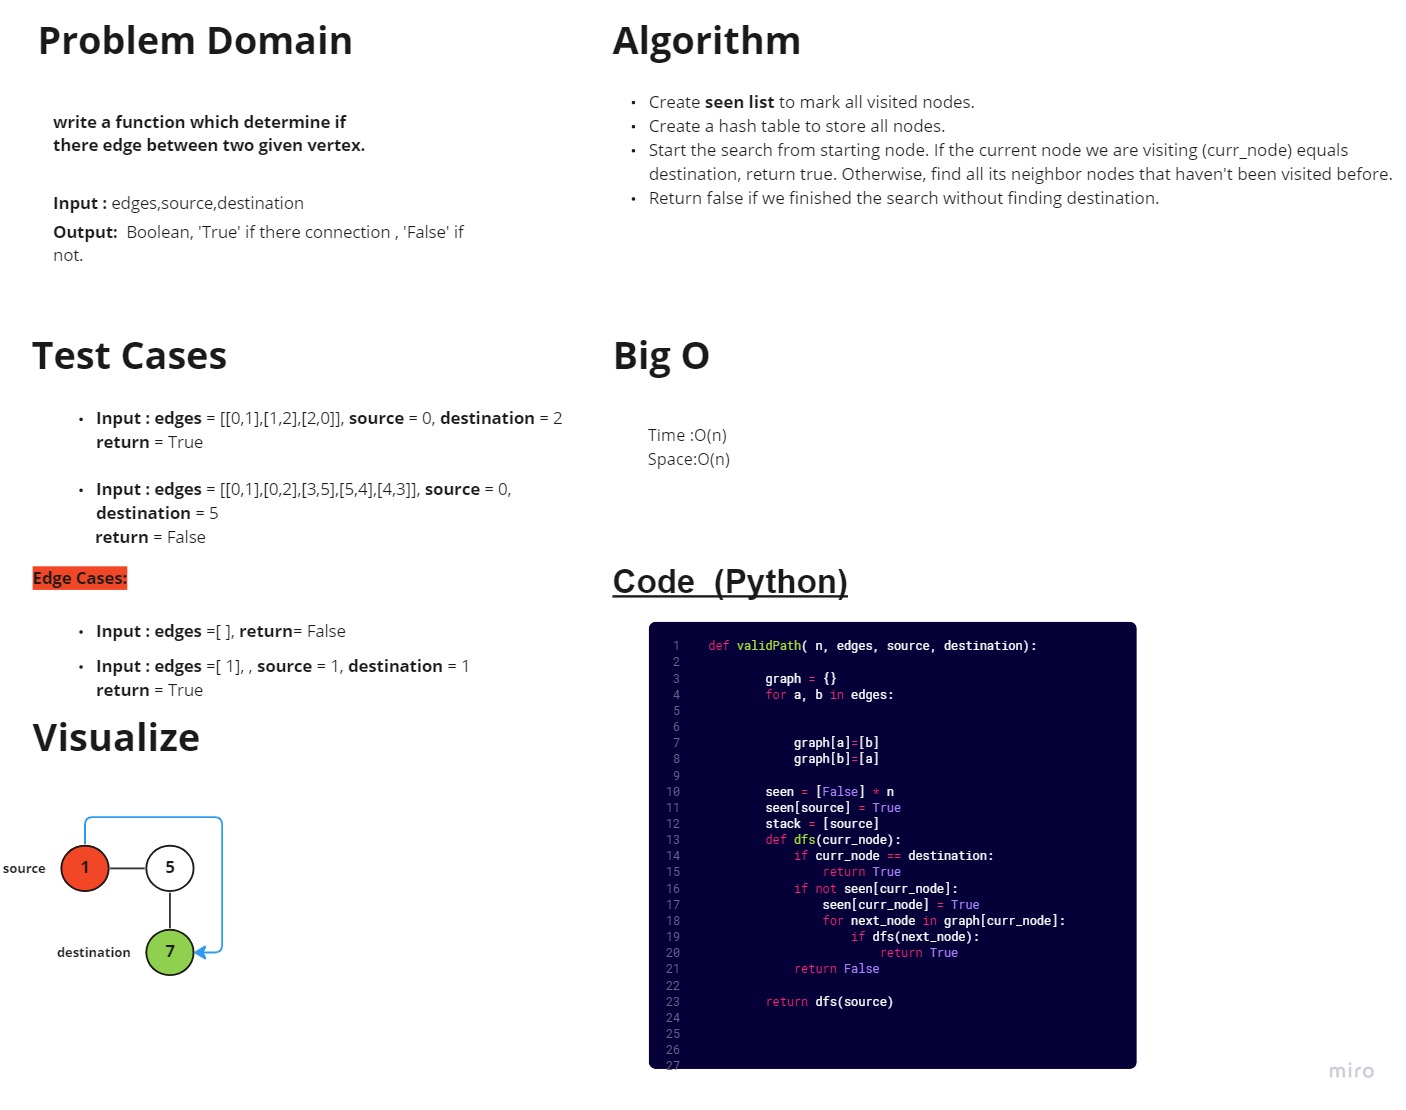 Problem Domain
write a function which determine if
there edge between two given vertex.
Input : edges,source,destination
Output:  Boolean, 'True' if there connection , 'False' if
not.
Test Cases
• Input : edges = [[0,1],[1,2],[2,0]], source = 0, destination = 2
return = True
• Input : edges = [[0,1],[0,2],[3,5],[5,4],[4,3]], source = 0,
destination = 5
return = False
Edge Cases:
• Input : edges =[ ], return= False
• Input : edges =[ 1], , source = 1, destination = 1
return = True
Visualize
source
1
5
destination
7
Algorithm
• Create seen list to mark all visited nodes.
• Create a hash table to store all nodes.
• Start the search from starting node. If the current node we are visiting (curr_node) equals
destination, return true. Otherwise, find all its neighbor nodes that haven't been visited before.
• Return false if we finished the search without finding destination.
Big O
Time :O(n)
Space:O(n)
Code  (Python)
1 def validPath( n, edges, source, destination):
2
3         graph = {}
4         for a, b in edges:
5
6
7             graph[a]=[b]
8             graph[b]=[a]
9
10         seen = [False] * n
11         seen[source] = True
12         stack = [source]
13         def dfs(curr_node):
14             if curr_node == destination:
15                 return True
16             if not seen[curr_node]:
17                 seen[curr_node] = True
18                 for next_node in graph[curr_node]:
19                     if dfs(next_node):
20                         return True
21             return False
22
23         return dfs(source)
24
25
26
27
miro